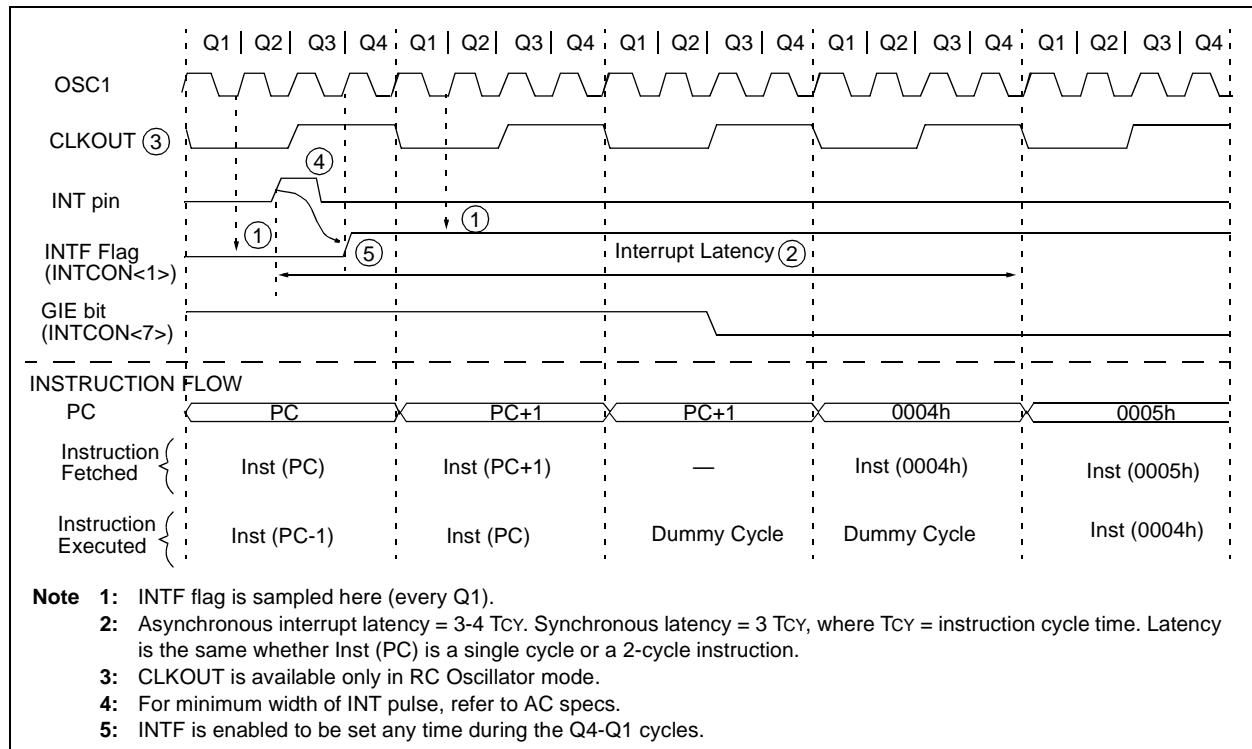 Q1 | Q2 | Q3 | Q4 Q1 | Q2 | Q3 | Q4 Q1 | Q2 | Q3 | Q4 Q1 | Q2 | Q3 | Q4 Q1 | Q2 | Q3 | Q4
OSC1
CLKOUT 3
4
INT pin
1 1
INTF Flag
(INTCON<1>)
5
Interrupt Latency 2
GIE bit
(INTCON<7>)
INSTRUCTION FLOW
PC PC PC+1 PC+1 0004h 0005h
Instruction
Fetched
Inst (PC) Inst (PC+1) — Inst (0004h) Inst (0005h)
Instruction
Executed
Inst (PC-1) Inst (PC) Dummy Cycle Dummy Cycle Inst (0004h)
Note 1: INTF flag is sampled here (every Q1).
2: Asynchronous interrupt latency = 3-4 TCY. Synchronous latency = 3 TCY, where TCY = instruction cycle time. Latency
is the same whether Inst (PC) is a single cycle or a 2-cycle instruction.
3: CLKOUT is available only in RC Oscillator mode.
4: For minimum width of INT pulse, refer to AC specs.
5: INTF is enabled to be set any time during the Q4-Q1 cycles.